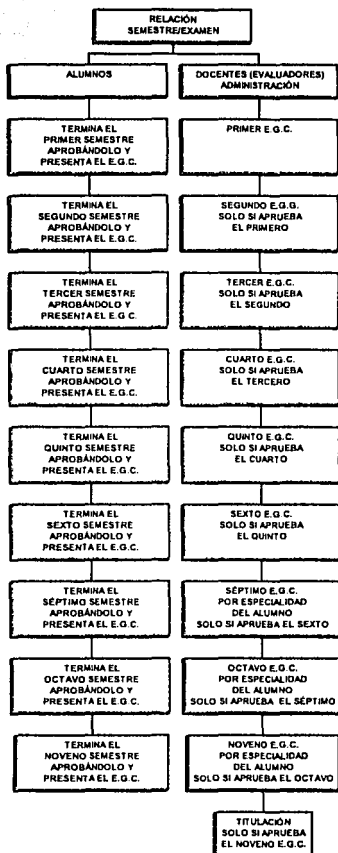 RELACIÓN
SEMESTRE/EXAMEN
ALUMNOS
DOCENTES (EVALUADORES)
ADMINISTRACIÓN
TERMINA EL
PRIMER SEMESTRE
APROBÁNDOLO Y
PRESENTA EL E.G.C.
PRIMER E.G.C.
TERMINA EL
SEGUNDO SEMESTRE
APROBÁNDOLO Y
PRESENTA EL E.G.C.
SEGUNDO E.G.G.
SOLO SI APRUEBA
EL PRIMERO
TERMINA EL
TERCER SEMESTRE
APROBÁNDOLO Y
PRESENTA EL E.G.C.
TERCER E.G.C.
SOLO SI APRUEBA
EL SEGUNDO
TERMINA EL
CUARTO SEMESTRE
APROBÁNDOLO Y
PRESENTA EL E.G.C.
CUARTO E.G.C.
SOLO SI APRUEBA
EL TERCERO
TERMINA EL
QUINTO SEMESTRE
APROBÁNDOLO Y
PRESENTA EL E.G.C.
QUINTO E.G.C.
SOLO SI APRUEBA
EL CUARTO
TERMINA EL
SEXTO SEMESTRE
APROBÁNDOLO Y
PRESENTA EL E.G.C.
SEXTO E.G.C.
SOLO SI APRUEBA
EL QUINTO
TERMINA EL
SÉPTIMO SEMESTRE
APROBÁNDOLO Y
PRESENTA EL E.G.C.
SÉPTIMO E.G.C.
POR ESPECIALIDAD
DEL ALUMNO
SOLO SI APRUEBA EL SEXTO
TERMINA EL
OCTAVO SEMESTRE
APROBÁNDOLO Y
PRESENTA EL E.G.C.
OCTAVO E.G.C.
POR ESPECIALIDAD
DEL ALUMNO
SOLO SI APRUEBA EL SÉPTIMO
TERMINA EL
NOVENO SEMESTRE
APROBÁNDOLO Y
PRESENTA EL E.G.C.
NOVENO E.G.C.
POR ESPECIALIDAD
DEL ALUMNO
SOLO SI APRUEBA EL OCTAVO
TITULACIÓN
SOLO SI APRUEBA
EL NOVENO E.G.C.